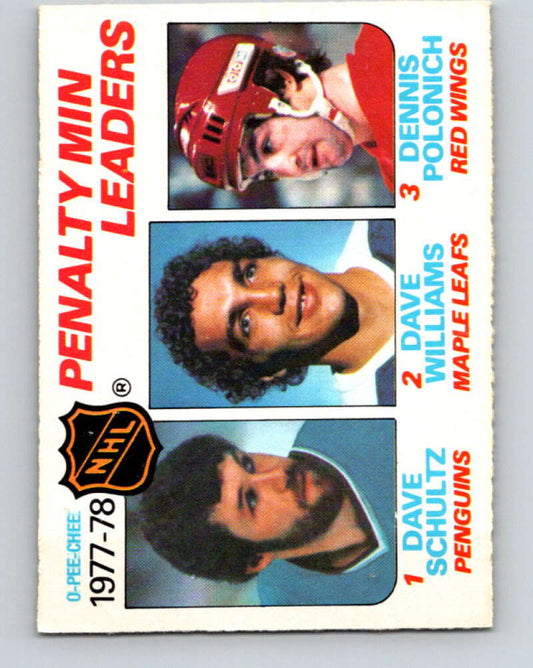 O-PEE-CHEE
1977-78
NHL
®
PENALTY MIN
LEADERS
1 DAVE
SCHULTZ
PENGUINS
2 DAVE
WILLIAMS
MAPLE LEAFS
3 DENNIS
POLONICH
RED WINGS